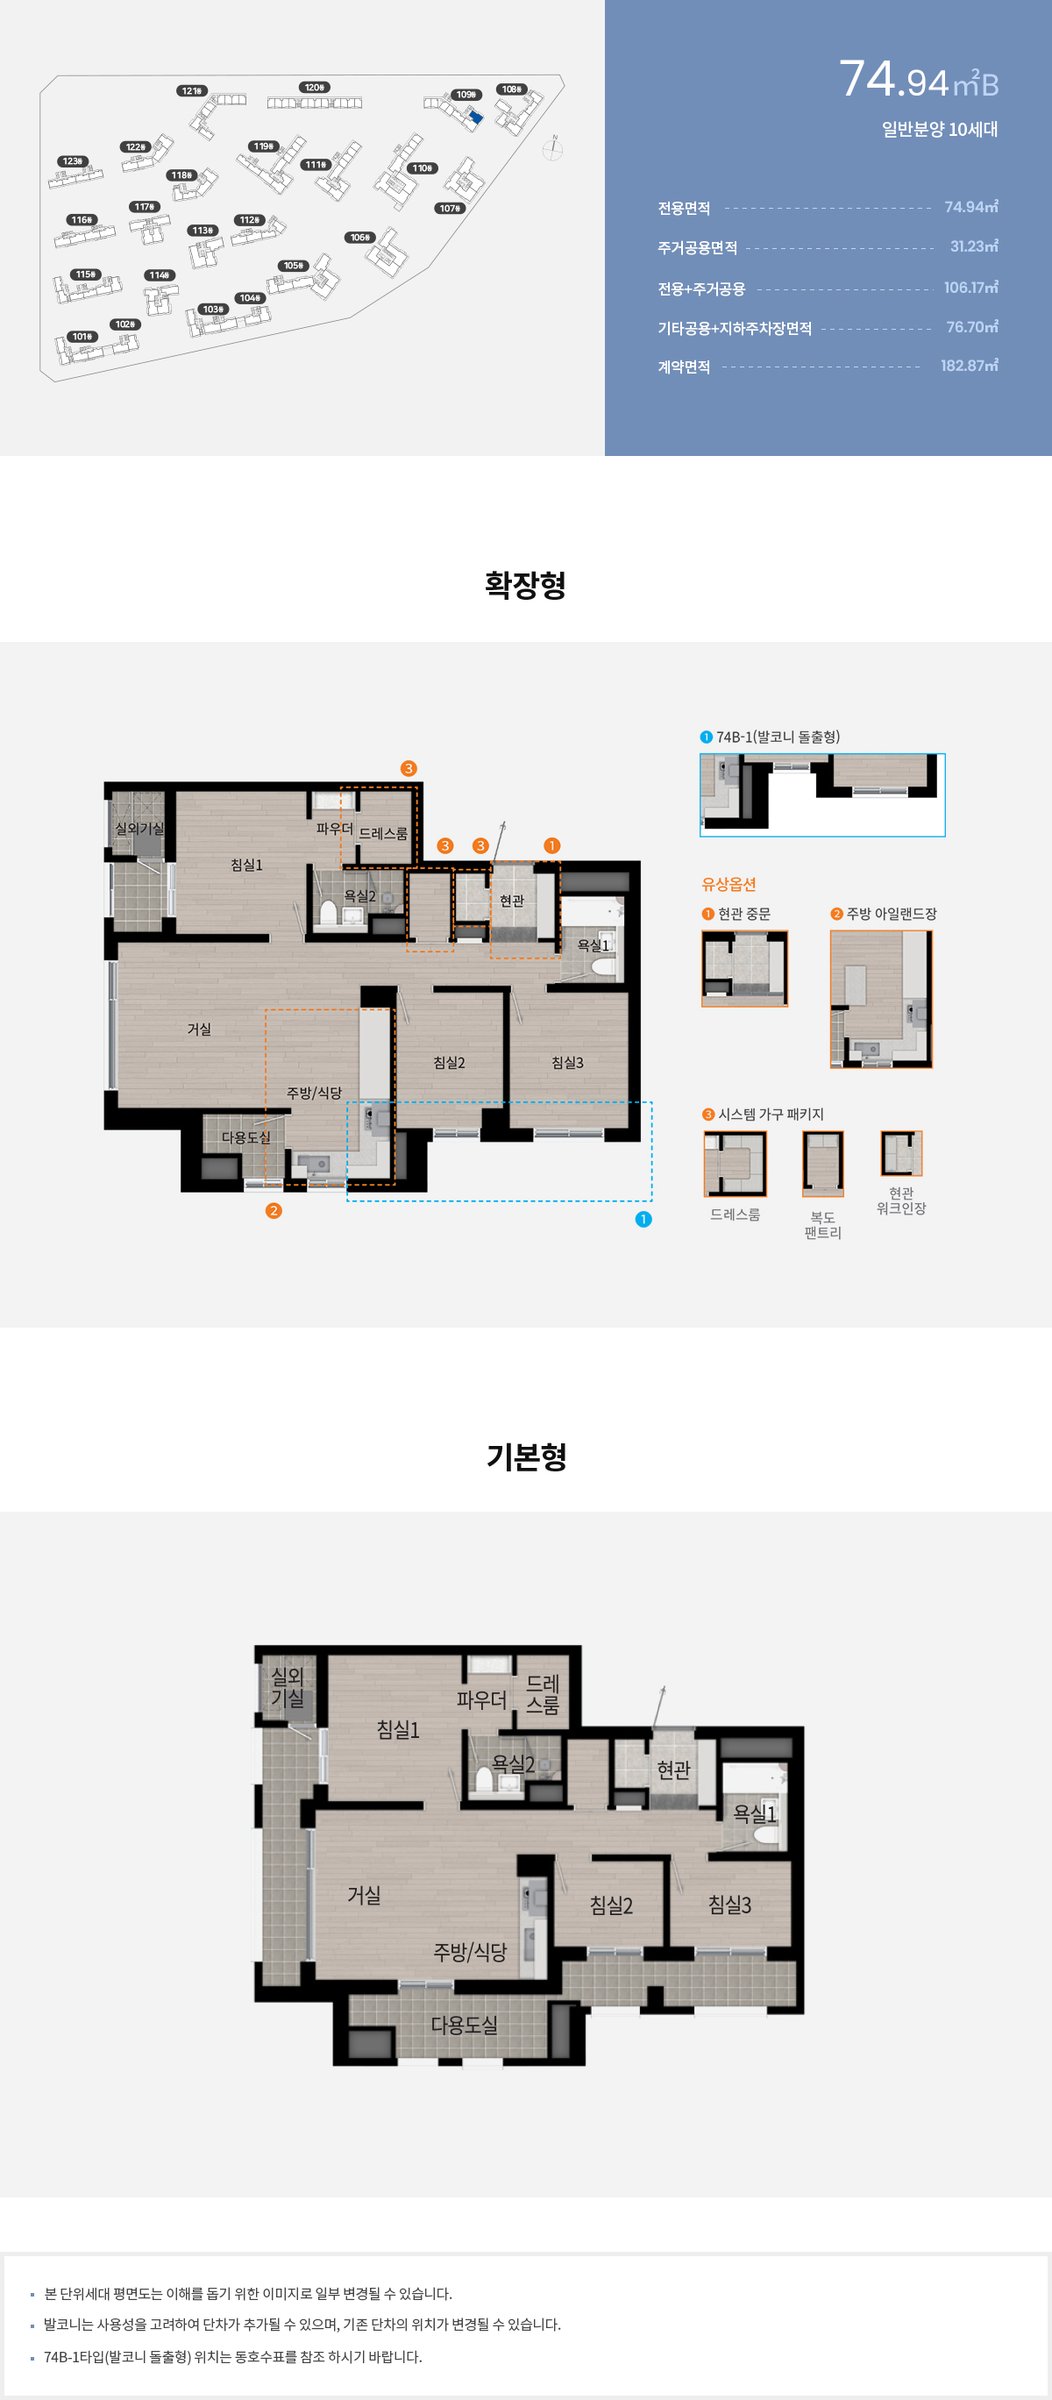 74.94㎡B
일반분양 10세대
전용면적 74.94㎡
주거공용면적 31.23㎡
전용+주거공용 106.17㎡
기타공용+지하주차장면적 76.70㎡
계약면적 182.87㎡
121동
120동
109동
108동
123동
122동
119동
111동
110동
118동
107동
117동
116동
113동
112동
106동
115동
114동
105동
104동
103동
102동
101동
N
확장형
1 74B-1(발코니 돌출형)
3
실외기실
파우더
드레스룸
침실1
3
3
1
욕실2
현관
욕실1
거실
침실2
침실3
주방/식당
다용도실
2
1
유상옵션
1 현관 중문
2 주방 아일랜드장
3 시스템 가구 패키지
드레스룸
복도
팬트리
현관
워크인장
기본형
실외
기실
파우더
드레
스룸
침실1
욕실2
현관
욕실1
거실
침실2
침실3
주방/식당
다용도실
본 단위세대 평면도는 이해를 돕기 위한 이미지로 일부 변경될 수 있습니다.
발코니는 사용성을 고려하여 단차가 추가될 수 있으며, 기존 단차의 위치가 변경될 수 있습니다.
74B-1타입(발코니 돌출형) 위치는 동호수표를 참조 하시기 바랍니다.